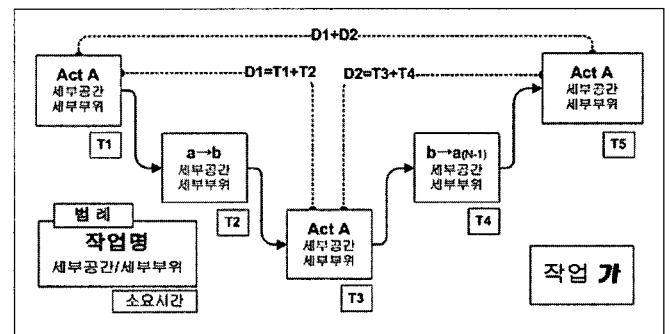 D1+D2
Act A
세부공간
세부부위
T1
D1=T1+T2
D2=T3+T4
Act A
세부공간
세부부위
T5
a→b
세부공간
세부부위
T2
b→a(N-1)
세부공간
세부부위
T4
Act A
세부공간
세부부위
T3
범 례
작업명
세부공간/세부부위
소요시간
작업 가